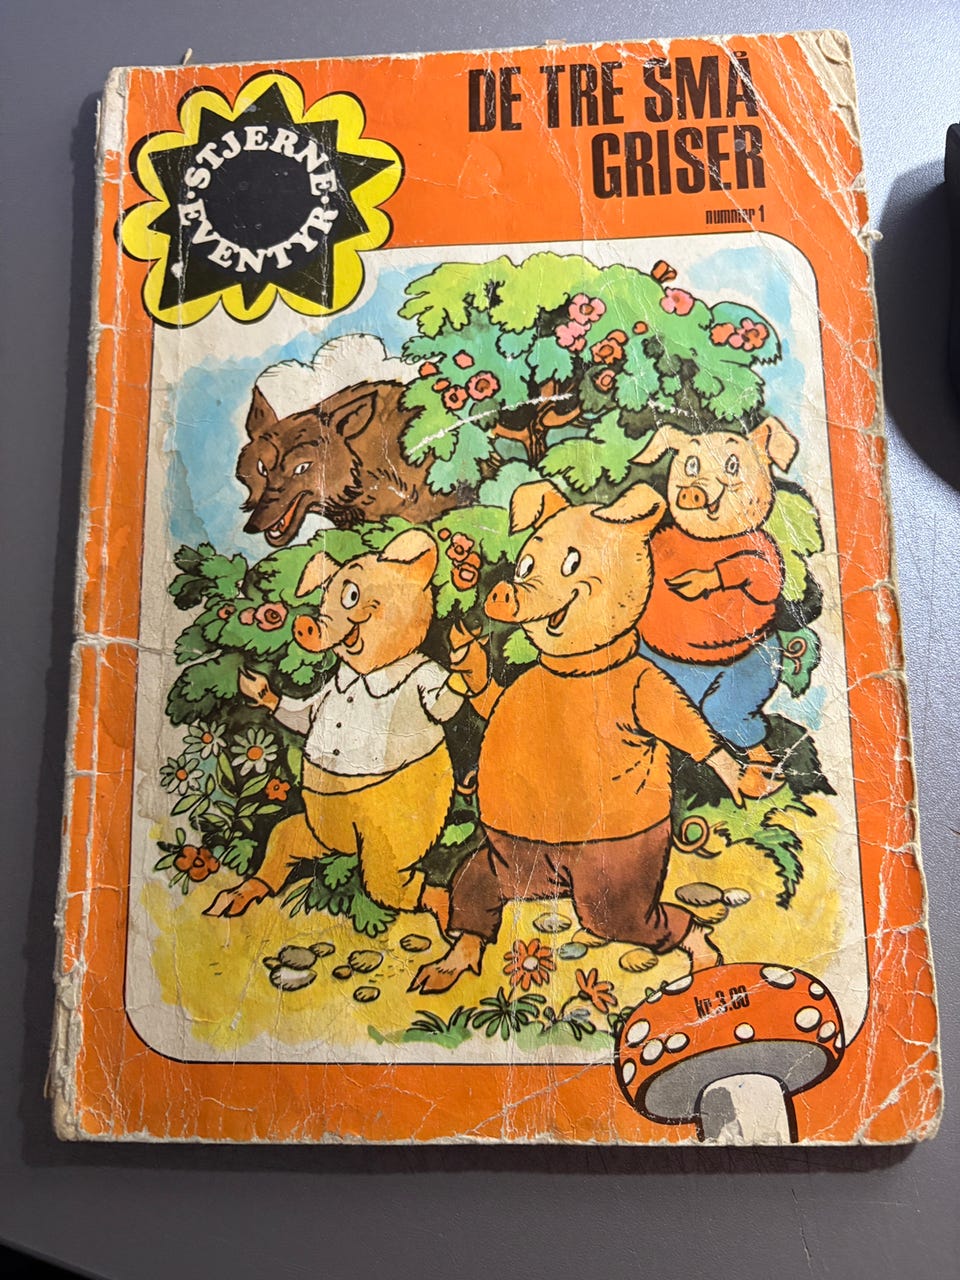 ·STJERNE·
EVENTYR
DE TRE SMÅ
GRISER
nummer 1
kr. 3.00